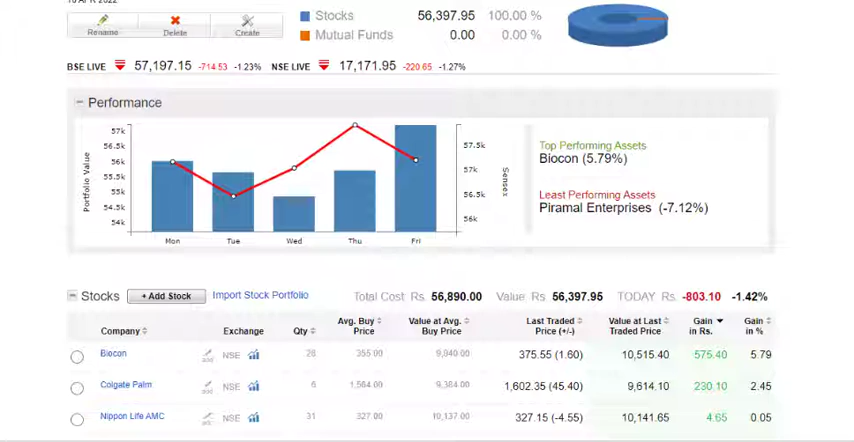 Stocks 56,397.95 100.00 %
Rename Delete Create
Mutual Funds 0.00 0.00 %
BSE LIVE 57,197.15 -714.53 -1.23% NSE LIVE 17,171.95 -220.65 -1.27%
Performance
57k
56.5k
56k
55.5k
55k
54.5k
54k
Portfolio Value
Mon Tue Wed Thu Fri
57.5k
57k
56.5k
56k
Sensex
Top Performing Assets
Biocon (5.79%)
Least Performing Assets
Piramal Enterprises (-7.12%)
Stocks + Add Stock Import Stock Portfolio Total Cost Rs. 56,890.00 Value Rs 56,397.95 TODAY Rs. -803.10 -1.42%
Company Exchange Qty Avg. Buy Price Value at Avg. Buy Price Last Traded Price (+/-) Value at Last Traded Price Gain in Rs. Gain in %
Biocon add NSE 28 355.00 9,940.00 375.55 (1.60) 10,515.40 575.40 5.79
Colgate Palm add NSE 6 1,564.00 9,384.00 1,602.35 (45.40) 9,614.10 230.10 2.45
Nippon Life AMC add NSE 31 327.00 10,137.00 327.15 (-4.55) 10,141.65 4.65 0.05